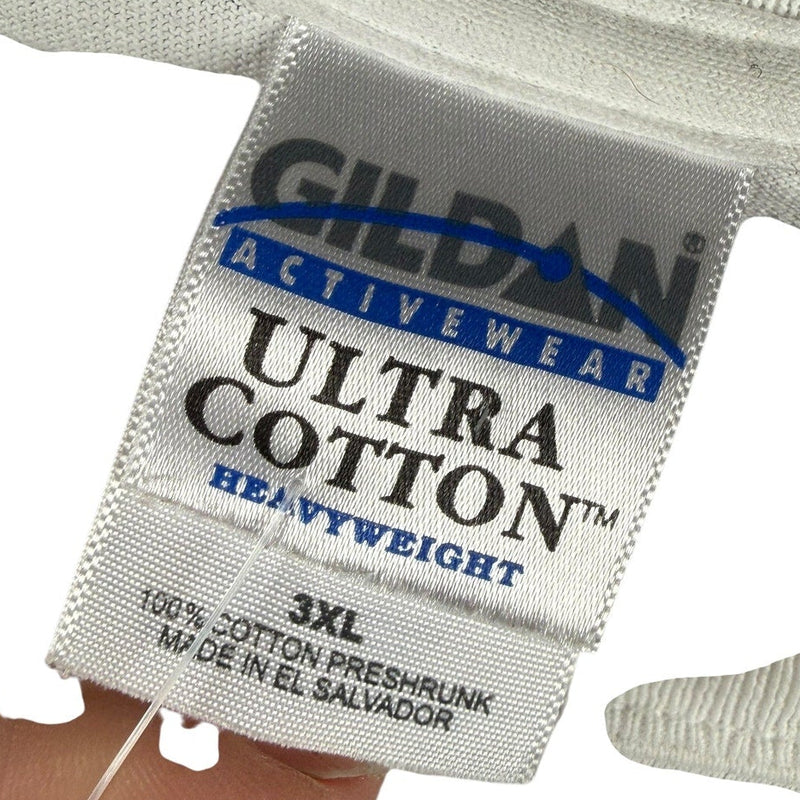 GILDAN®
ACTIVEWEAR
ULTRA
COTTON™
HEAVYWEIGHT
3XL
100% COTTON PRESHRUNK
MADE IN EL SALVADOR